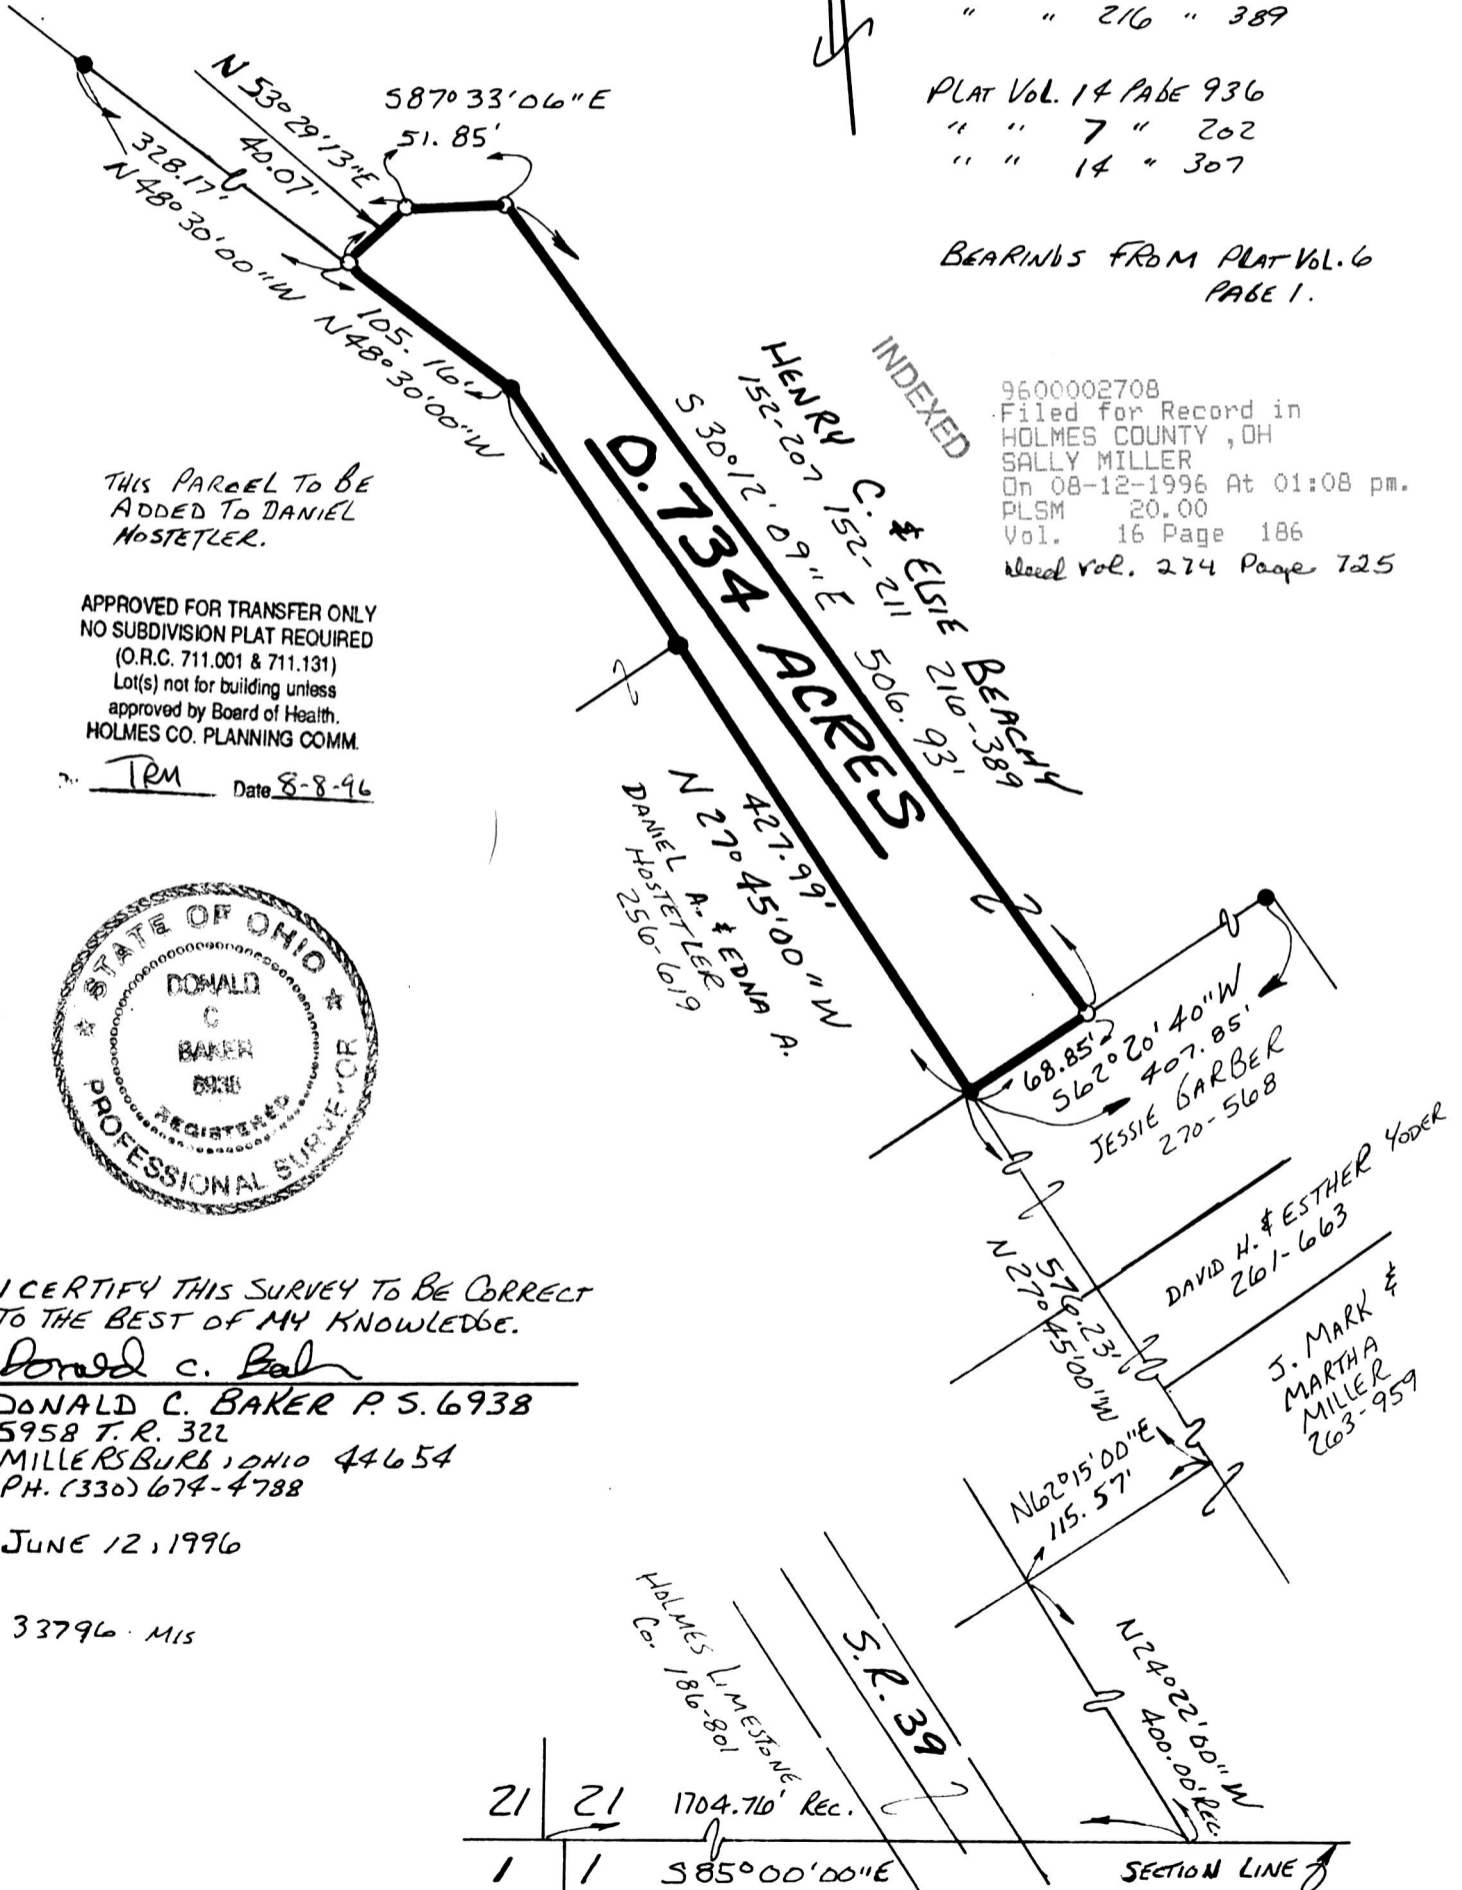 " " 216 " 389
PLAT VOL. 14 PAGE 936
" " 7 " 202
" " 14 " 307
BEARINGS FROM PLAT VOL. 6
PAGE 1.
N 53° 29' 13" E
40.07'
S 87° 33' 06" E
51.85'
328.17'
N 48° 30' 00" W
105.16'
N 48° 30' 00" W
INDEXED
9600002708
Filed for Record in
HOLMES COUNTY ,OH
SALLY MILLER
On 08-12-1996 At 01:08 pm.
PLSM 20.00
Vol. 16 Page 186
Deed Vol. 274 Page 725
HENRY C. & ELSIE BEACHY
152-207 152-211 216-389
S 30° 12' 09" E 506.93'
0.734 ACRES
THIS PARCEL TO BE
ADDED TO DANIEL
HOSTETLER.
APPROVED FOR TRANSFER ONLY
NO SUBDIVISION PLAT REQUIRED
(O.R.C. 711.001 & 711.131)
Lot(s) not for building unless
approved by Board of Health.
HOLMES CO. PLANNING COMM.
TRM Date 8-8-96
427.99'
N 27° 45' 00" W
DANIEL A. & EDNA A.
HOSTETLER
256-619
STATE OF OHIO
DONALD
C
BAKER
6938
REGISTERED
PROFESSIONAL SURVEYOR
68.85'
S 62° 20' 40" W
407.85'
JESSIE GARBER
270-568
DAVID H. & ESTHER YODER
261-663
J. MARK &
MARTHA
MILLER
263-959
576.23'
N 27° 45' 00" W
I CERTIFY THIS SURVEY TO BE CORRECT
TO THE BEST OF MY KNOWLEDGE.
Donald C. Baker
DONALD C. BAKER P.S. 6938
5958 T.R. 322
MILLERSBURG, OHIO 44654
PH. (330) 674-4788
JUNE 12, 1996
33796 MIS
N 62° 15' 00" E
115.57'
N 24° 22' 00" W
400.00' REC.
HOLMES LIMESTONE
Co. 186-801
S.R. 39
21 21 1704.76' REC.
1 1 S 85° 00' 00" E
SECTION LINE